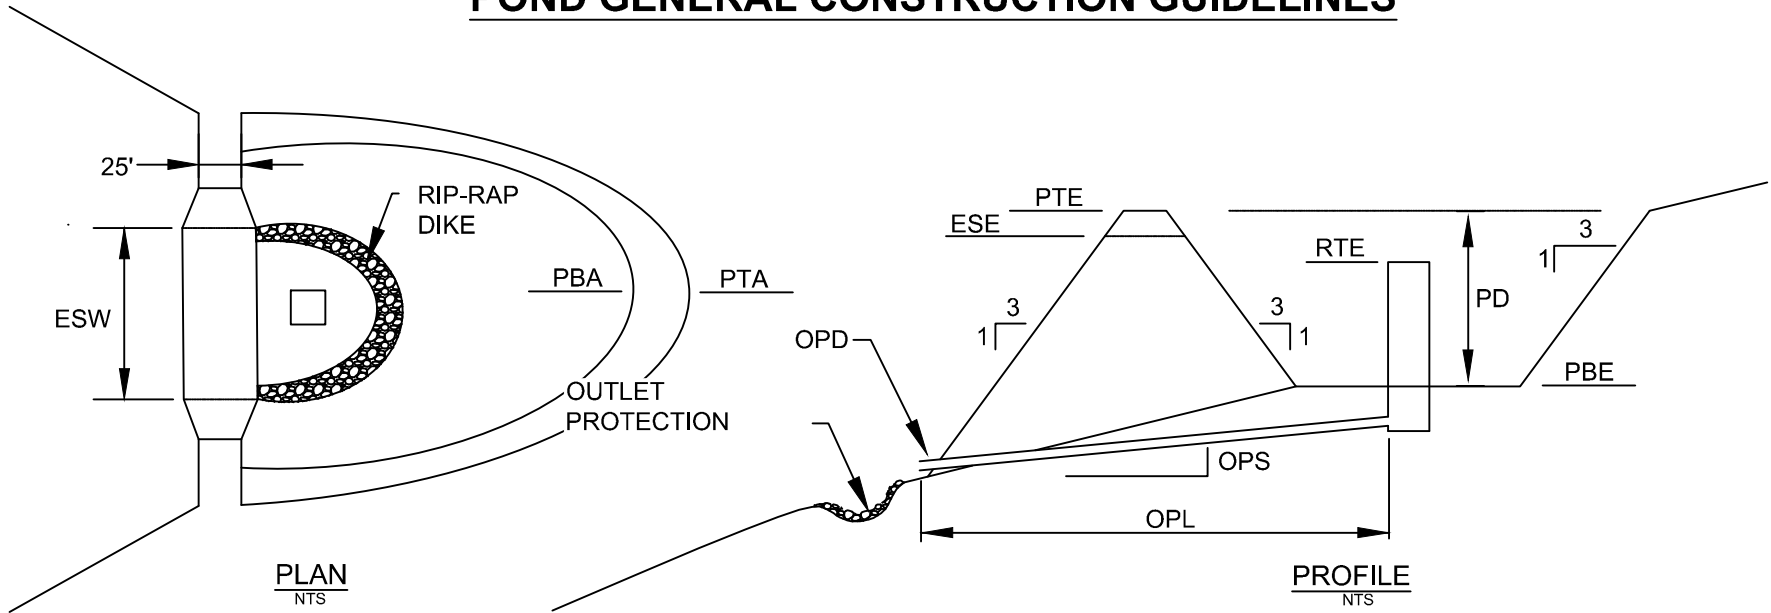 POND GENERAL CONSTRUCTION GUIDELINES
25'
RIP-RAP
DIKE
ESW
PBA
PTA
OUTLET
PROTECTION
PLAN
NTS
PTE
ESE
RTE
3
1
PD
3
1
3
1
OPD
PBE
OPS
OPL
PROFILE
NTS